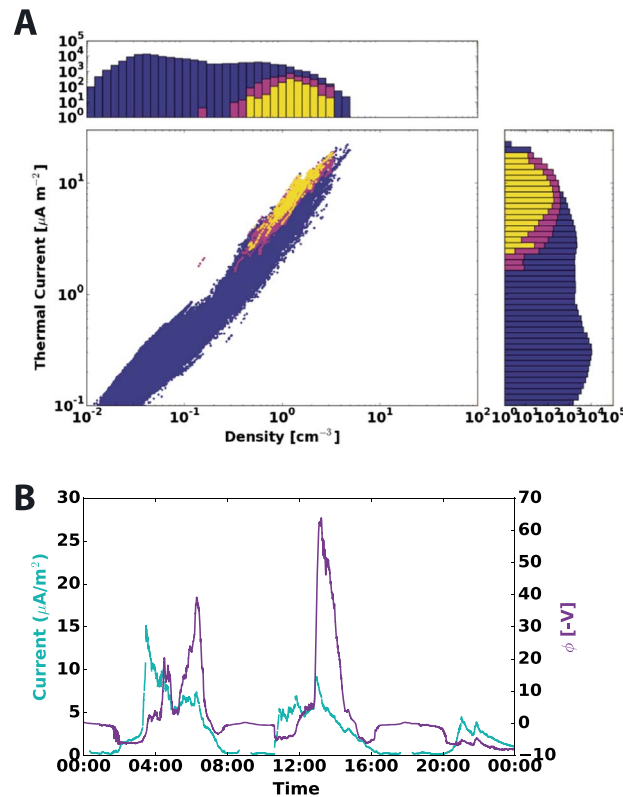 A
10^5
10^4
10^3
10^2
10^1
10^0
Thermal Current [μA m^-2]
10^1
10^0
10^-1
10^-2 10^-1 10^0 10^1 10^2
Density [cm^-3]
10^0 10^1 10^2 10^3 10^4 10^5
B
Current (μA/m^2)
30
25
20
15
10
5
0
70
60
50
40
30
20
10
0
−10
ϕ [-V]
00:00 04:00 08:00 12:00 16:00 20:00 00:00
Time